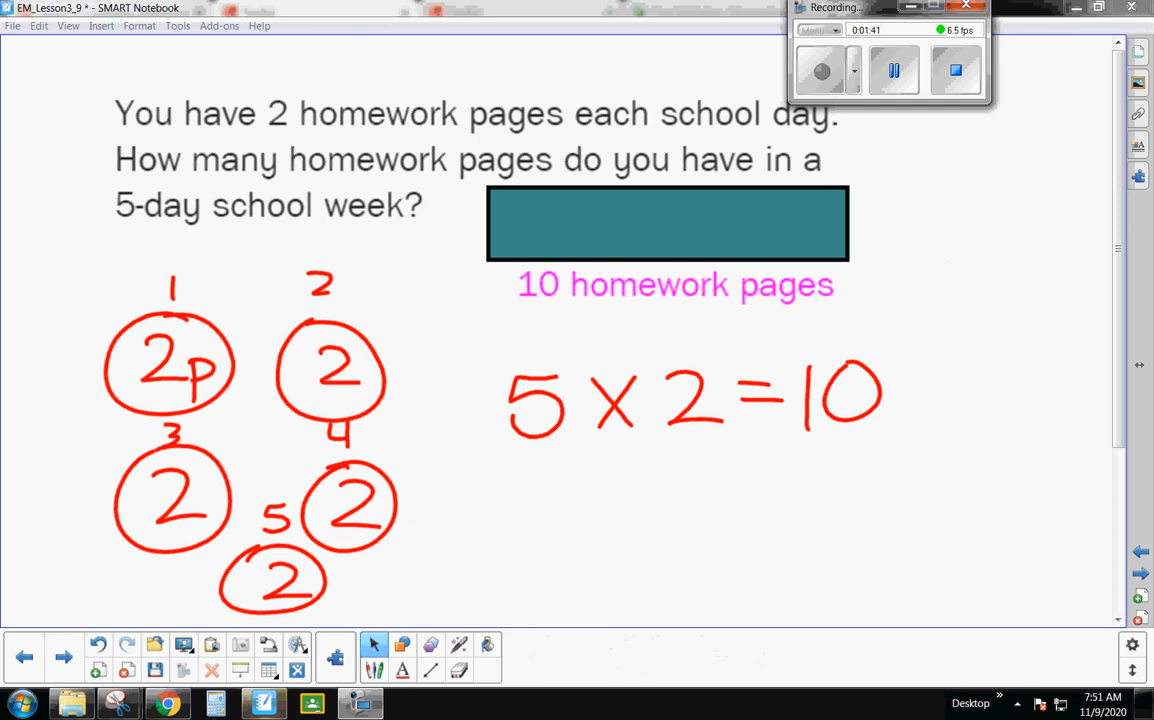 EM_Lesson3_9 * - SMART Notebook
File Edit View Insert Format Tools Add-ons Help
Recording...
Menu 0:01:41 6.5 fps
You have 2 homework pages each school day.
How many homework pages do you have in a
5-day school week?
10 homework pages
1 2
2p 2
5 x 2 = 10
3 4
2 2
5
2
Desktop »
7:51 AM
11/9/2020